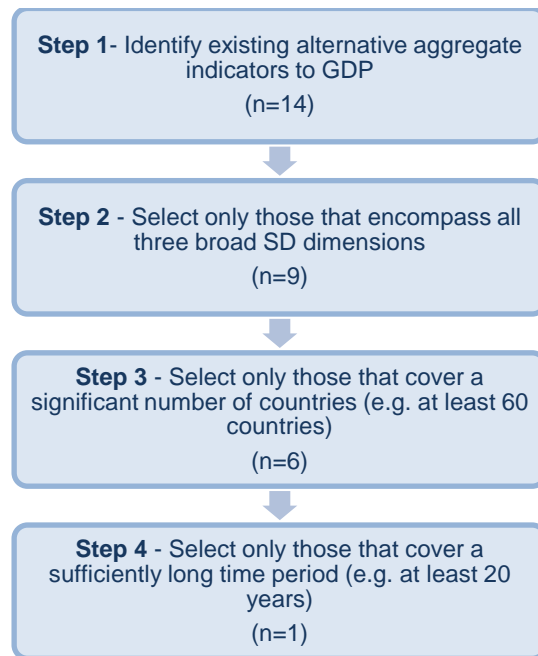 Step 1- Identify existing alternative aggregate
indicators to GDP
(n=14)
Step 2 - Select only those that encompass all
three broad SD dimensions
(n=9)
Step 3 - Select only those that cover a
significant number of countries (e.g. at least 60
countries)
(n=6)
Step 4 - Select only those that cover a
sufficiently long time period (e.g. at least 20
years)
(n=1)